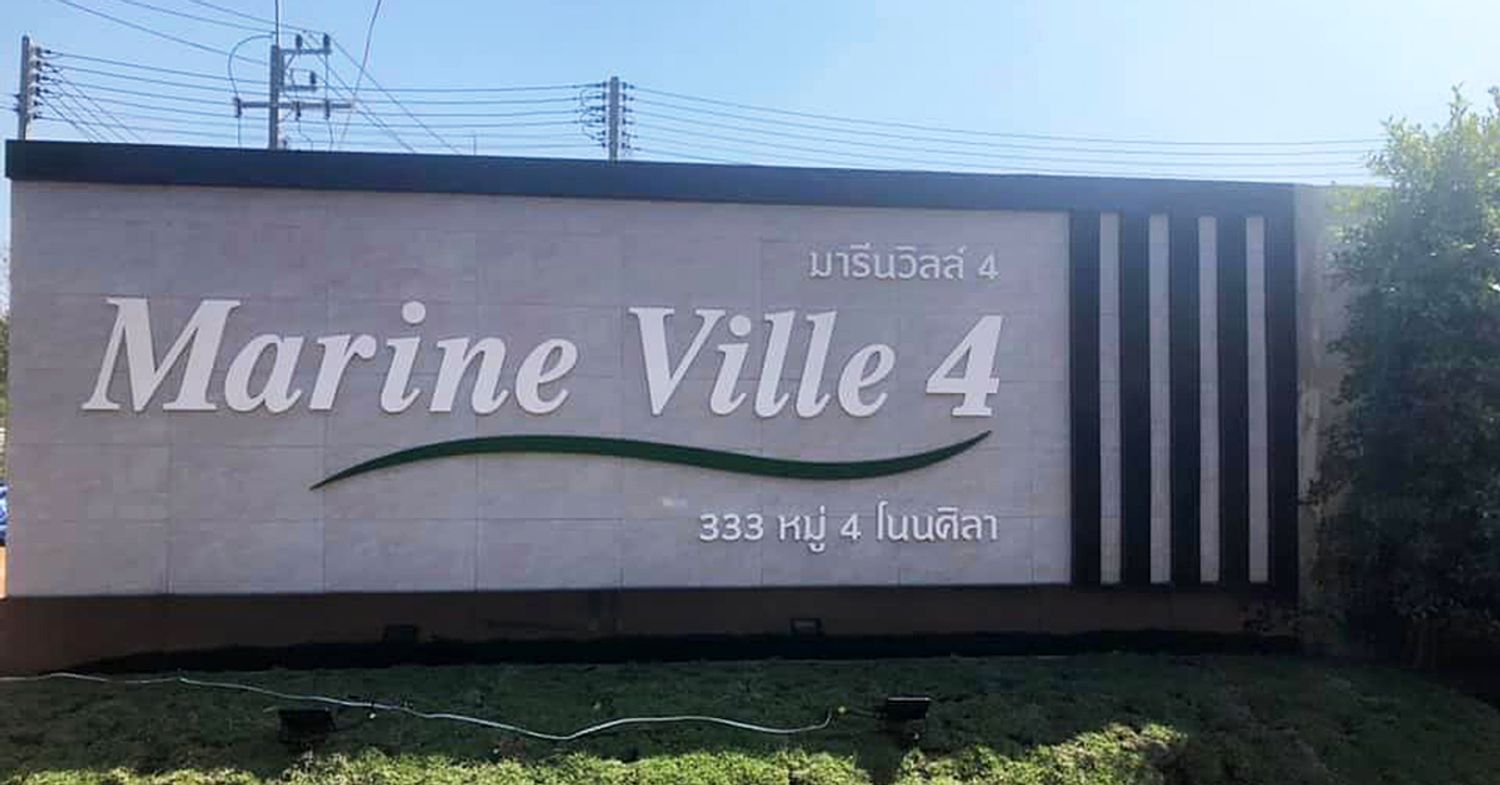 มารีนวิลล์ 4
Marine Ville 4
333 หมู่ 4 โนนศิลา